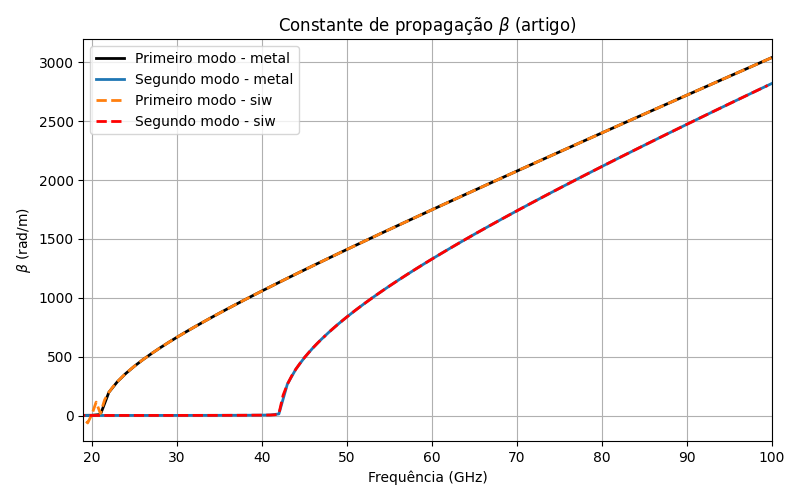 Constante de propagação β (artigo)
Primeiro modo - metal
Segundo modo - metal
Primeiro modo - siw
Segundo modo - siw
3000
2500
2000
1500
1000
500
0
β (rad/m)
20 30 40 50 60 70 80 90 100
Frequência (GHz)